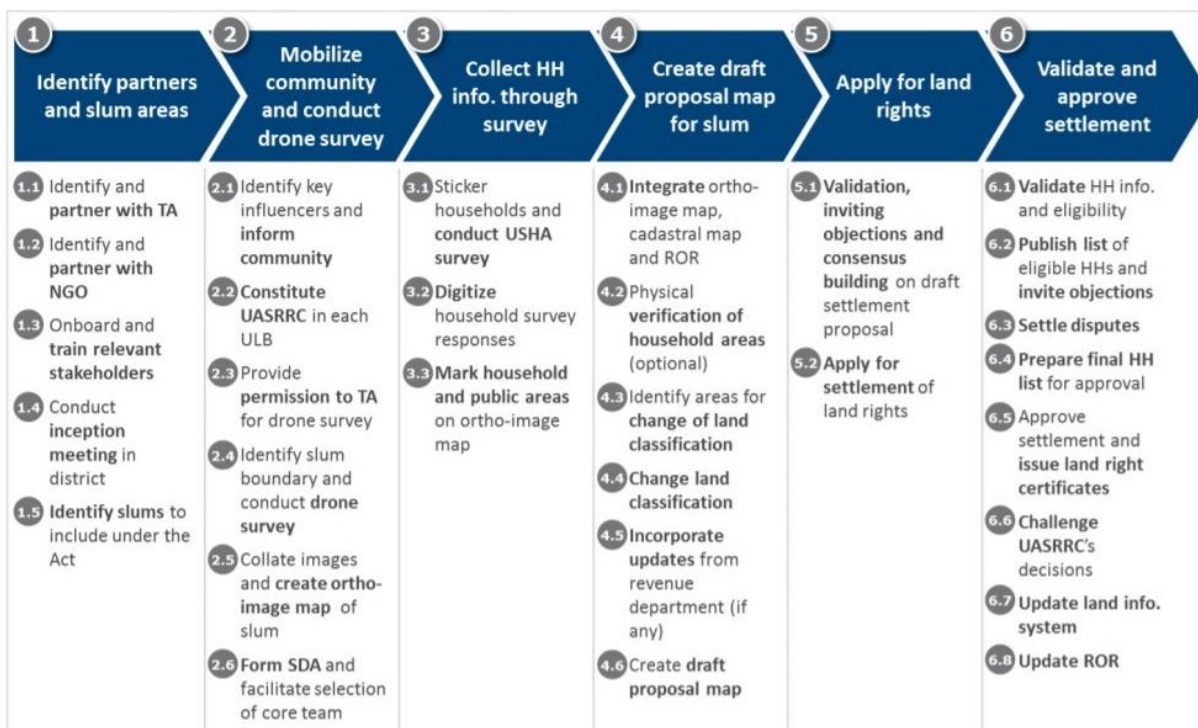 1
Identify partners
and slum areas
1.1 Identify and
partner with TA
1.2 Identify and
partner with
NGO
1.3 Onboard and
train relevant
stakeholders
1.4 Conduct
inception
meeting in
district
1.5 Identify slums to
include under the
Act
2
Mobilize
community
and conduct
drone survey
2.1 Identify key
influencers and
inform
community
2.2 Constitute
UASRRC in each
ULB
2.3 Provide
permission to TA
for drone survey
2.4 Identify slum
boundary and
conduct drone
survey
2.5 Collate images
and create ortho-
image map of
slum
2.6 Form SDA and
facilitate selection
of core team
3
Collect HH
info. through
survey
3.1 Sticker
households and
conduct USHA
survey
3.2 Digitize
household survey
responses
3.3 Mark household
and public areas
on ortho-image
map
4
Create draft
proposal map
for slum
4.1 Integrate ortho-
image map,
cadastral map
and ROR
4.2 Physical
verification of
household areas
(optional)
4.3 Identify areas for
change of land
classification
4.4 Change land
classification
4.5 Incorporate
updates from
revenue
department (if
any)
4.6 Create draft
proposal map
5
Apply for land
rights
5.1 Validation,
inviting
objections and
consensus
building on draft
settlement
proposal
5.2 Apply for
settlement of
land rights
6
Validate and
approve
settlement
6.1 Validate HH info.
and eligibility
6.2 Publish list of
eligible HHs and
invite objections
6.3 Settle disputes
6.4 Prepare final HH
list for approval
6.5 Approve
settlement and
issue land right
certificates
6.6 Challenge
UASRRC's
decisions
6.7 Update land info.
system
6.8 Update ROR